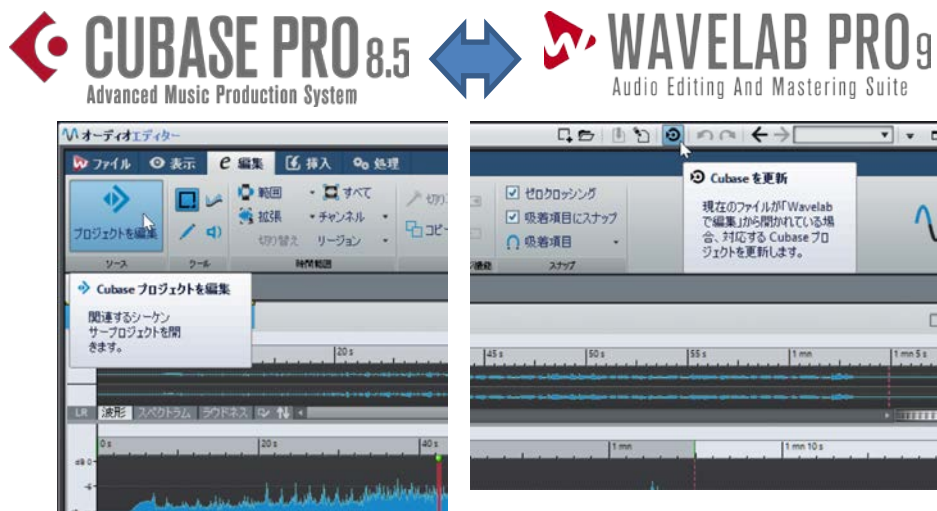 CUBASE PRO 8.5
Advanced Music Production System
WAVELAB PRO 9
Audio Editing And Mastering Suite
オーディオエディター
ファイル 表示 編集 挿入 処理
プロジェクトを編集
範囲 すべて
拡張 チャンネル
切り替え リージョン
コピー
ソース ツール 時間範囲
Cubase プロジェクトを編集
関連するシーケン
サープロジェクトを開
きます。
20 s
LR 波形 スペクトラム ラウドネス
0 s 20 s 40 s
dB 0
-6
ゼロクロッシング
吸着項目にスナップ
吸着項目
スナップ
Cubase を更新
現在のファイルが「Wavelab
で編集」から開かれている場
合、対応する Cubase プロ
ジェクトを更新します。
45 s 50 s 55 s 1 mn 1 mn 5 s
1 mn 1 mn 10 s